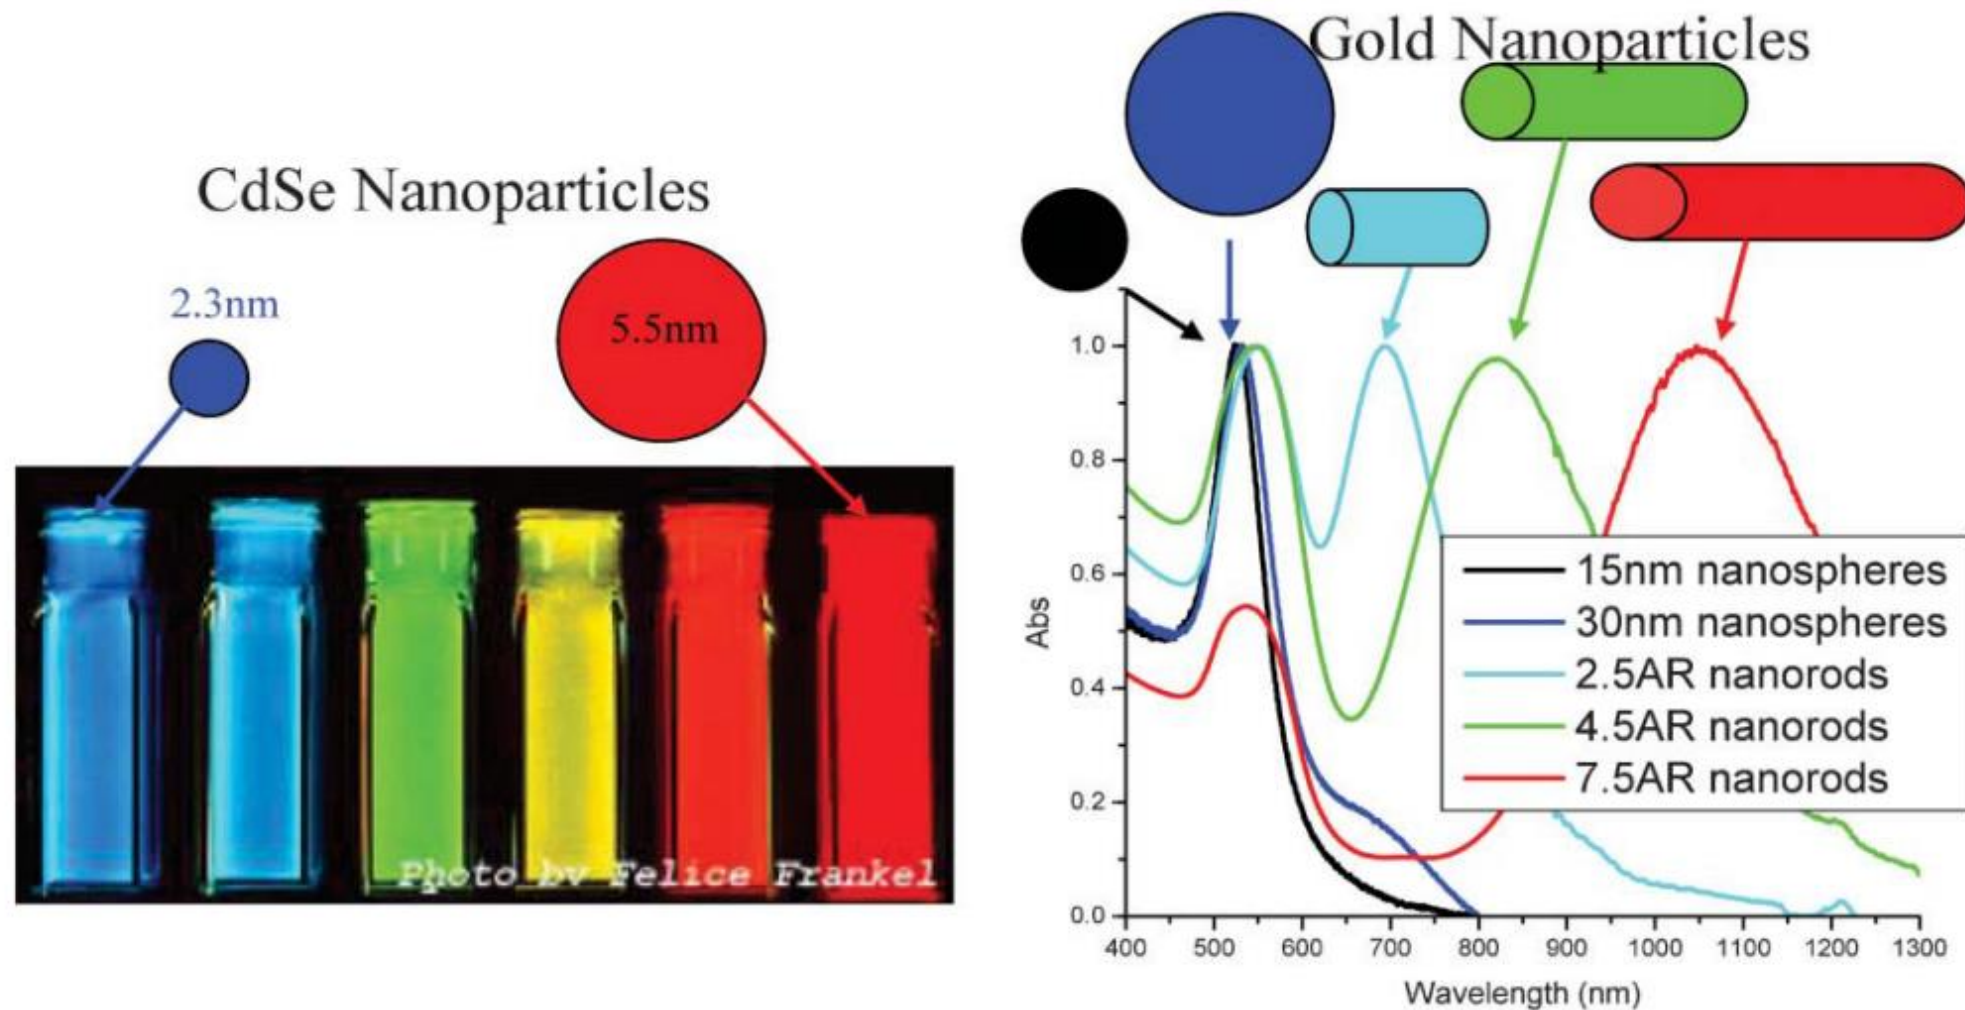 CdSe Nanoparticles
2.3nm
5.5nm
Photo by Felice Frankel
Gold Nanoparticles
1.0
0.8
0.6
0.4
0.2
0.0
Abs
15nm nanospheres
30nm nanospheres
2.5AR nanorods
4.5AR nanorods
7.5AR nanorods
400 500 600 700 800 900 1000 1100 1200 1300
Wavelength (nm)